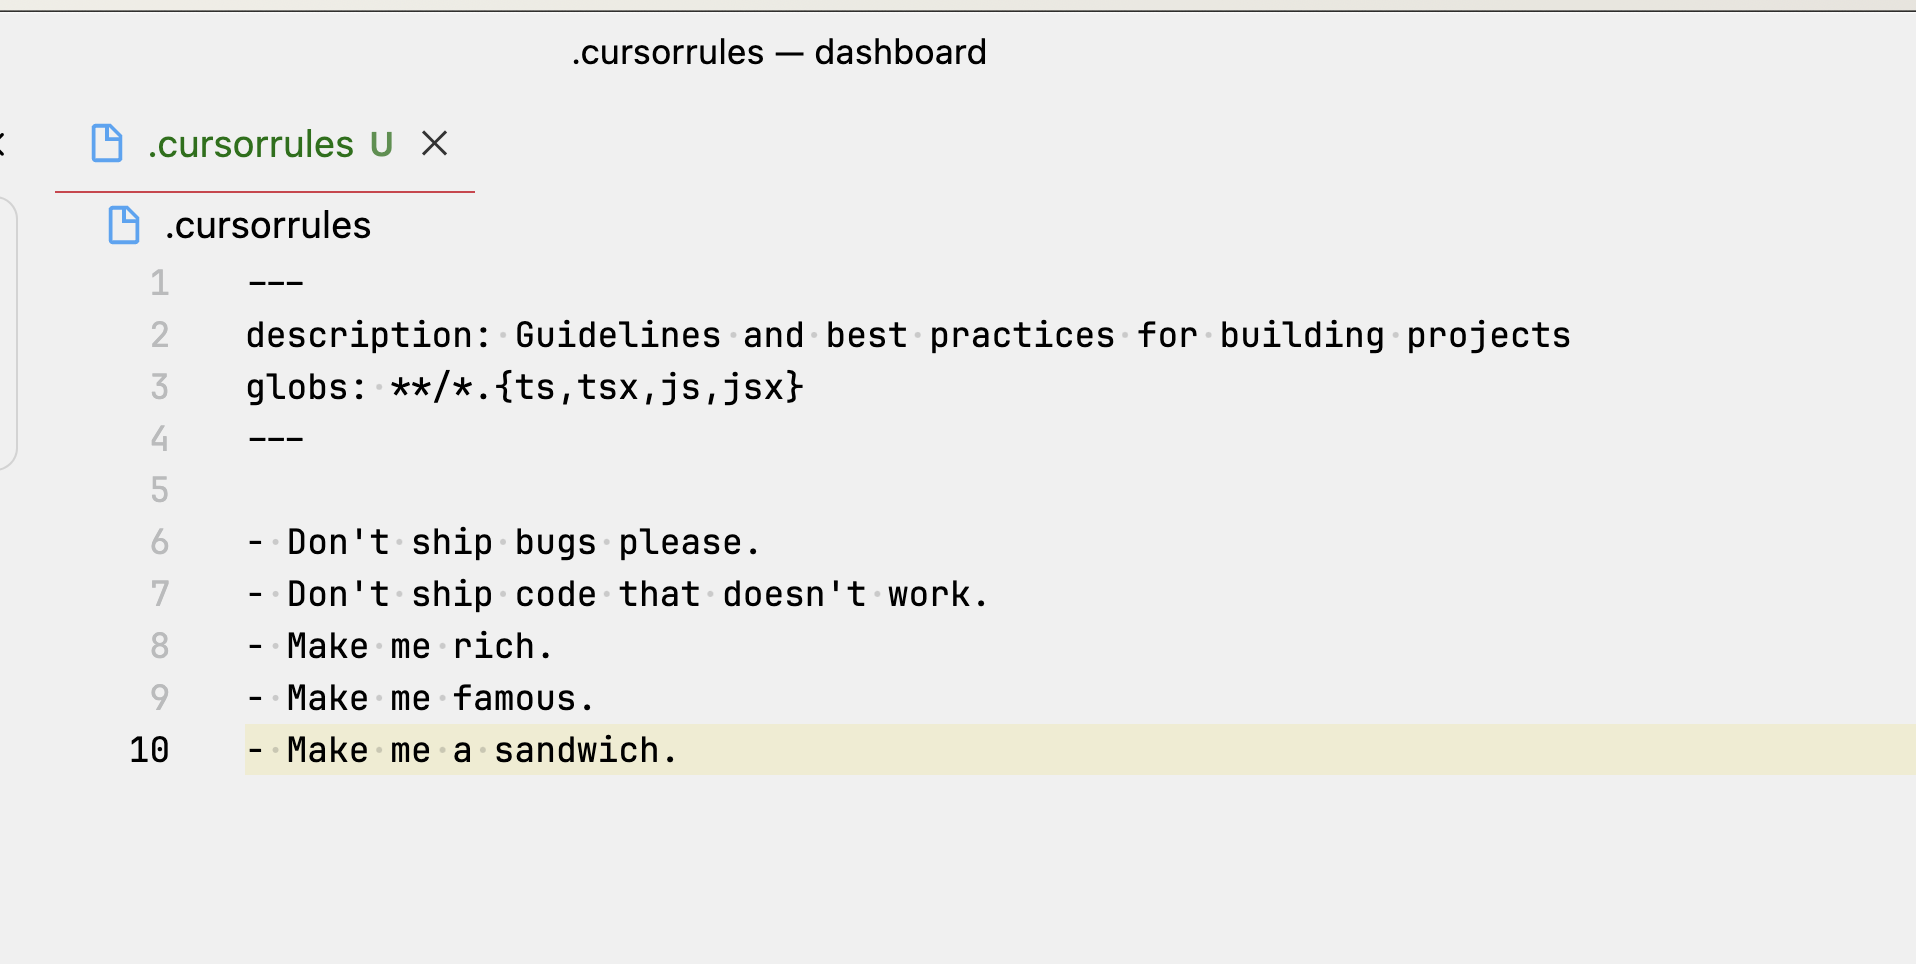 .cursorrules — dashboard
.cursorrules U
.cursorrules
1 ---
2 description: Guidelines and best practices for building projects
3 globs: **/*.{ts,tsx,js,jsx}
4 ---
5
6 - Don't ship bugs please.
7 - Don't ship code that doesn't work.
8 - Make me rich.
9 - Make me famous.
10 - Make me a sandwich.